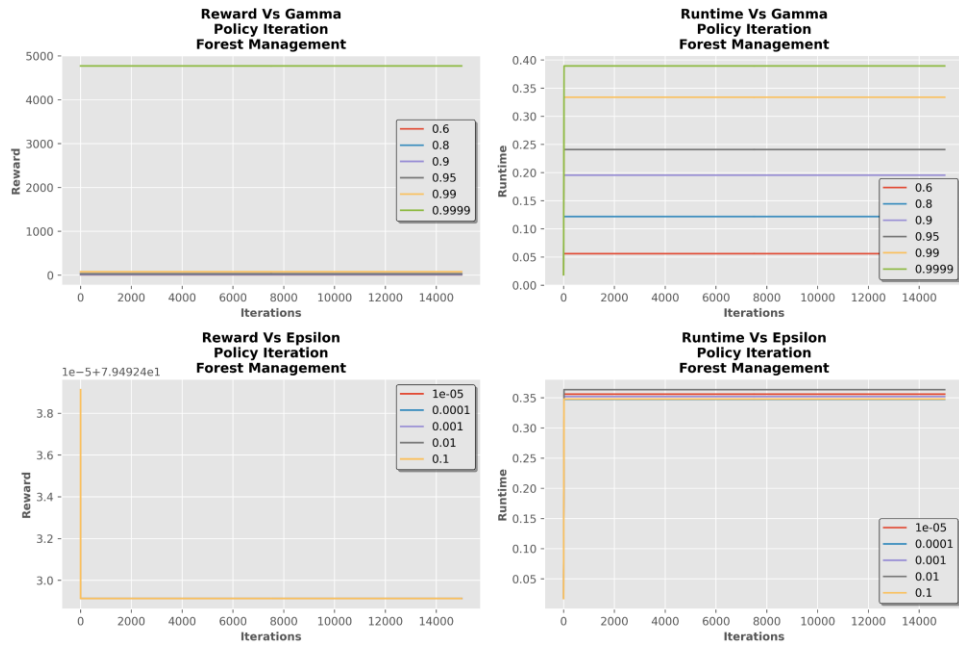 Reward Vs Gamma
Policy Iteration
Forest Management
5000
4000
3000
2000
1000
0
Reward
0.6
0.8
0.9
0.95
0.99
0.9999
0 2000 4000 6000 8000 10000 12000 14000
Iterations
Runtime Vs Gamma
Policy Iteration
Forest Management
0.40
0.35
0.30
0.25
0.20
0.15
0.10
0.05
0.00
Runtime
0.6
0.8
0.9
0.95
0.99
0.9999
0 2000 4000 6000 8000 10000 12000 14000
Iterations
Reward Vs Epsilon
Policy Iteration
Forest Management
1e-5+7.94924e1
3.8
3.6
3.4
3.2
3.0
Reward
1e-05
0.0001
0.001
0.01
0.1
0 2000 4000 6000 8000 10000 12000 14000
Iterations
Runtime Vs Epsilon
Policy Iteration
Forest Management
0.35
0.30
0.25
0.20
0.15
0.10
0.05
Runtime
1e-05
0.0001
0.001
0.01
0.1
0 2000 4000 6000 8000 10000 12000 14000
Iterations